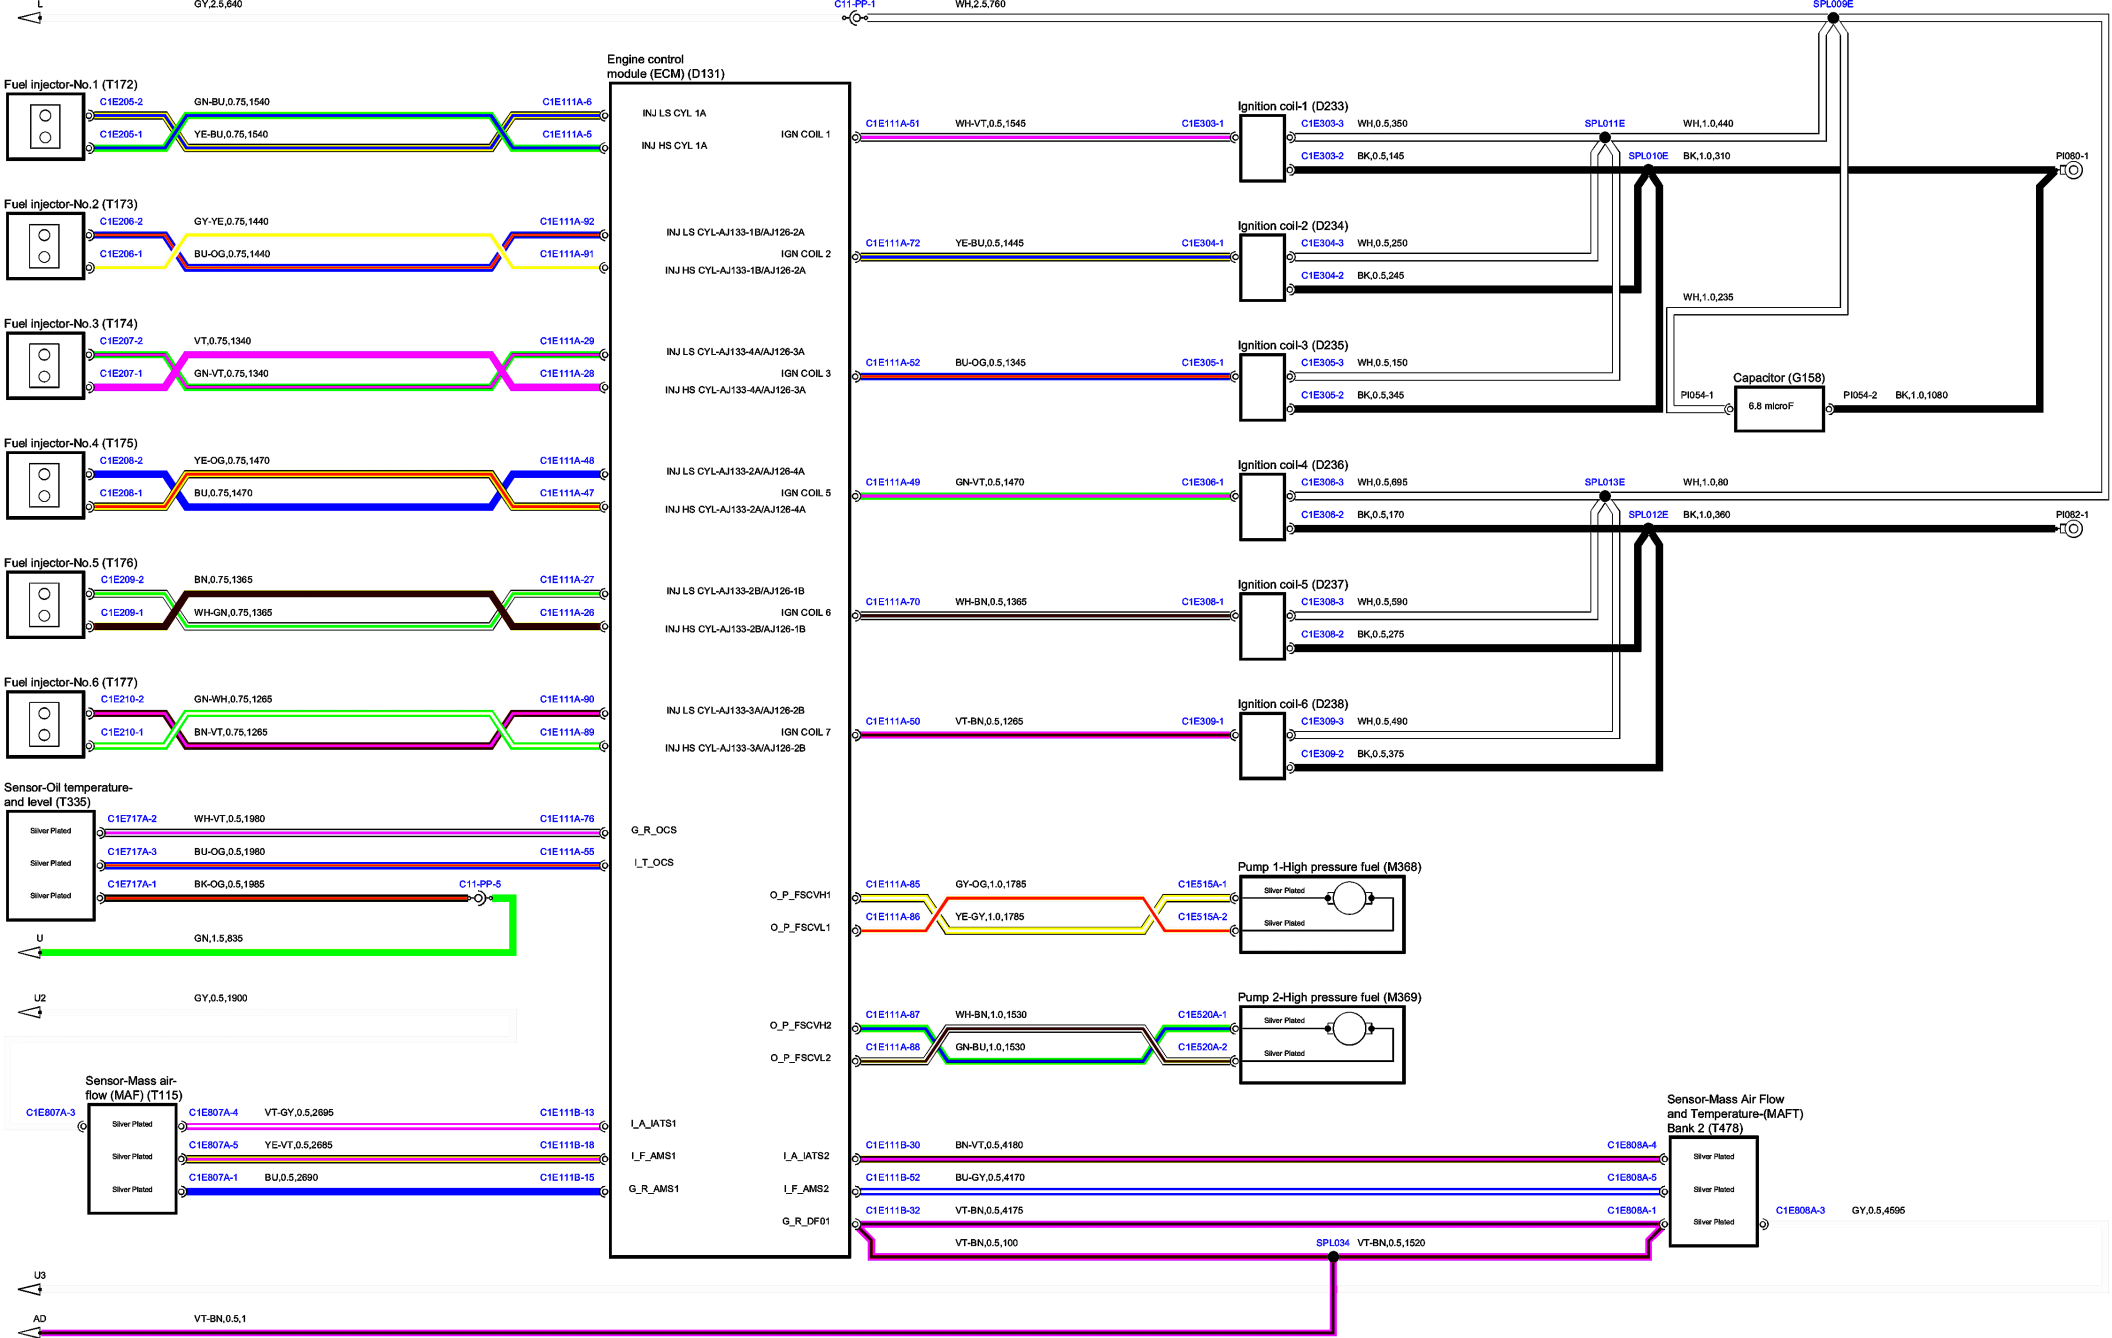 L GY,2.5,640 C11-PP-1 WH,2.5,760 SPL009E
Engine control
module (ECM) (D131)
Fuel injector-No.1 (T172)
C1E205-2 GN-BU,0.75,1540 C1E111A-6
INJ LS CYL 1A
C1E205-1 YE-BU,0.75,1540 C1E111A-5
INJ HS CYL 1A
Fuel injector-No.2 (T173)
C1E206-2 GY-YE,0.75,1440 C1E111A-92
INJ LS CYL-AJ133-1B/AJ126-2A
C1E206-1 BU-OG,0.75,1440 C1E111A-91
INJ HS CYL-AJ133-1B/AJ126-2A
Fuel injector-No.3 (T174)
C1E207-2 VT,0.75,1340 C1E111A-29
INJ LS CYL-AJ133-4A/AJ126-3A
C1E207-1 GN-VT,0.75,1340 C1E111A-28
INJ HS CYL-AJ133-4A/AJ126-3A
Fuel injector-No.4 (T175)
C1E208-2 YE-OG,0.75,1470 C1E111A-48
INJ LS CYL-AJ133-2A/AJ126-4A
C1E208-1 BU,0.75,1470 C1E111A-47
INJ HS CYL-AJ133-2A/AJ126-4A
Fuel injector-No.5 (T176)
C1E209-2 BN,0.75,1365 C1E111A-27
INJ LS CYL-AJ133-2B/AJ126-1B
C1E209-1 WH-GN,0.75,1365 C1E111A-26
INJ HS CYL-AJ133-2B/AJ126-1B
Fuel injector-No.6 (T177)
C1E210-2 GN-WH,0.75,1265 C1E111A-90
INJ LS CYL-AJ133-3A/AJ126-2B
C1E210-1 BN-VT,0.75,1265 C1E111A-89
INJ HS CYL-AJ133-3A/AJ126-2B
Sensor-Oil temperature-
and level (T335)
Silver Plated C1E717A-2 WH-VT,0.5,1980 C1E111A-76 G_R_OCS
Silver Plated C1E717A-3 BU-OG,0.5,1980 C1E111A-55 I_T_OCS
Silver Plated C1E717A-1 BK-OG,0.5,1985 C11-PP-5
U GN,1.5,835
U2 GY,0.5,1900
Sensor-Mass air-
flow (MAF) (T115)
C1E807A-3 Silver Plated C1E807A-4 VT-GY,0.5,2695 C1E111B-13 I_A_IATS1
Silver Plated C1E807A-5 YE-VT,0.5,2685 C1E111B-18 I_F_AMS1
Silver Plated C1E807A-1 BU,0.5,2690 C1E111B-15 G_R_AMS1
U3
AD VT-BN,0.5,1
Ignition coil-1 (D233)
IGN COIL 1 C1E111A-51 WH-VT,0.5,1545 C1E303-1
C1E303-3 WH,0.5,350 SPL011E WH,1.0,440
C1E303-2 BK,0.5,145 SPL010E BK,1.0,310 PI080-1
Ignition coil-2 (D234)
IGN COIL 2 C1E111A-72 YE-BU,0.5,1445 C1E304-1
C1E304-3 WH,0.5,250
C1E304-2 BK,0.5,245
WH,1.0,235
Ignition coil-3 (D235)
IGN COIL 3 C1E111A-52 BU-OG,0.5,1345 C1E305-1
C1E305-3 WH,0.5,150
C1E305-2 BK,0.5,345
Capacitor (G158)
PI054-1 6.8 microF PI054-2 BK,1.0,1080
Ignition coil-4 (D236)
IGN COIL 5 C1E111A-49 GN-VT,0.5,1470 C1E306-1
C1E306-3 WH,0.5,695 SPL013E WH,1.0,80
C1E306-2 BK,0.5,170 SPL012E BK,1.0,360 PI082-1
Ignition coil-5 (D237)
IGN COIL 6 C1E111A-70 WH-BN,0.5,1365 C1E308-1
C1E308-3 WH,0.5,590
C1E308-2 BK,0.5,275
Ignition coil-6 (D238)
IGN COIL 7 C1E111A-50 VT-BN,0.5,1265 C1E309-1
C1E309-3 WH,0.5,490
C1E309-2 BK,0.5,375
Pump 1-High pressure fuel (M368)
O_P_FSCVH1 C1E111A-85 GY-OG,1.0,1785 C1E515A-1 Silver Plated
O_P_FSCVL1 C1E111A-86 YE-GY,1.0,1785 C1E515A-2 Silver Plated
Pump 2-High pressure fuel (M369)
O_P_FSCVH2 C1E111A-87 WH-BN,1.0,1530 C1E520A-1 Silver Plated
O_P_FSCVL2 C1E111A-88 GN-BU,1.0,1530 C1E520A-2 Silver Plated
Sensor-Mass Air Flow
and Temperature-(MAFT)
Bank 2 (T478)
I_A_IATS2 C1E111B-30 BN-VT,0.5,4180 C1E808A-4 Silver Plated
I_F_AMS2 C1E111B-52 BU-GY,0.5,4170 C1E808A-5 Silver Plated
G_R_DF01 C1E111B-32 VT-BN,0.5,4175 C1E808A-1 Silver Plated C1E808A-3 GY,0.5,4595
VT-BN,0.5,100 SPL034 VT-BN,0.5,1520